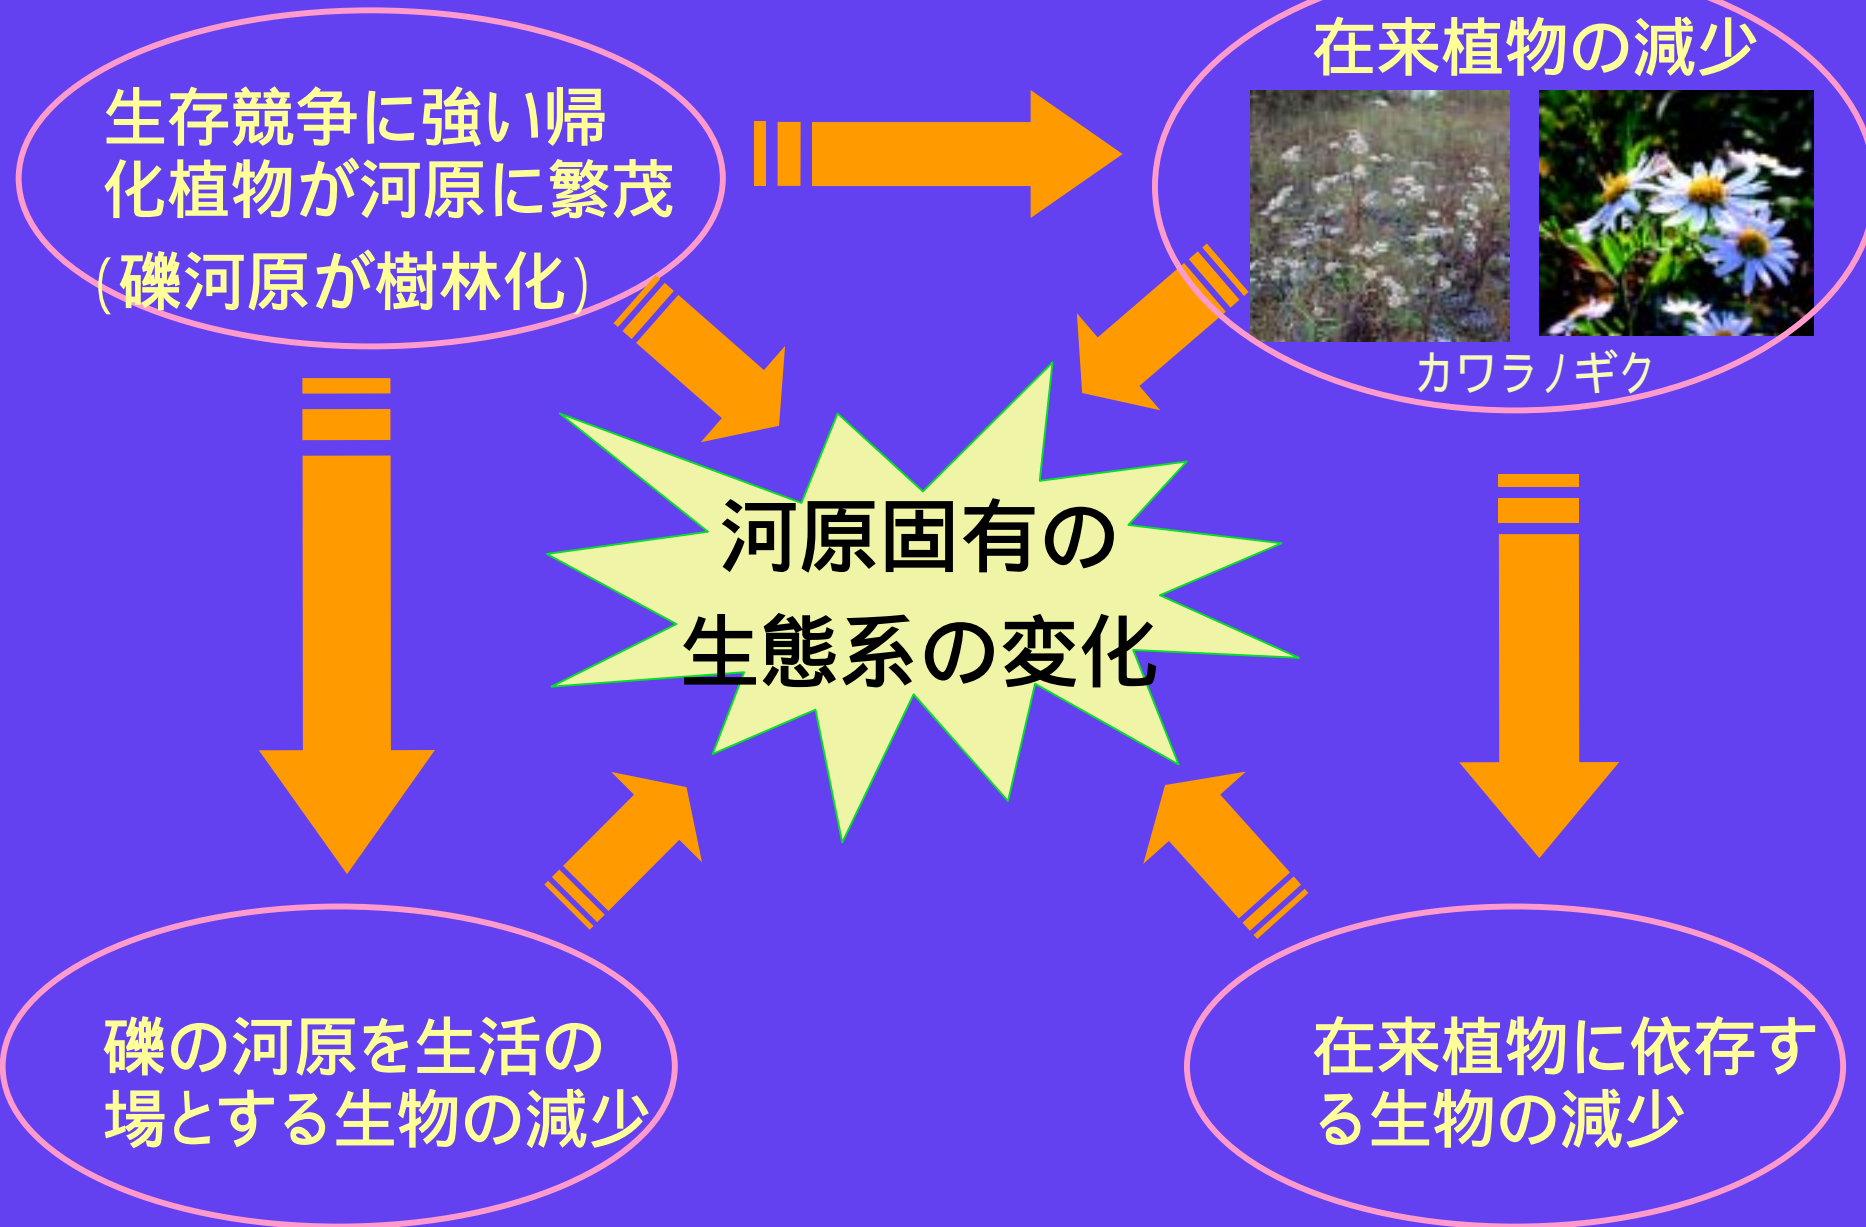 生存競争に強い帰
化植物が河原に繁茂
(礫河原が樹林化)
在来植物の減少
カワラノギク
河原固有の
生態系の変化
礫の河原を生活の
場とする生物の減少
在来植物に依存す
る生物の減少